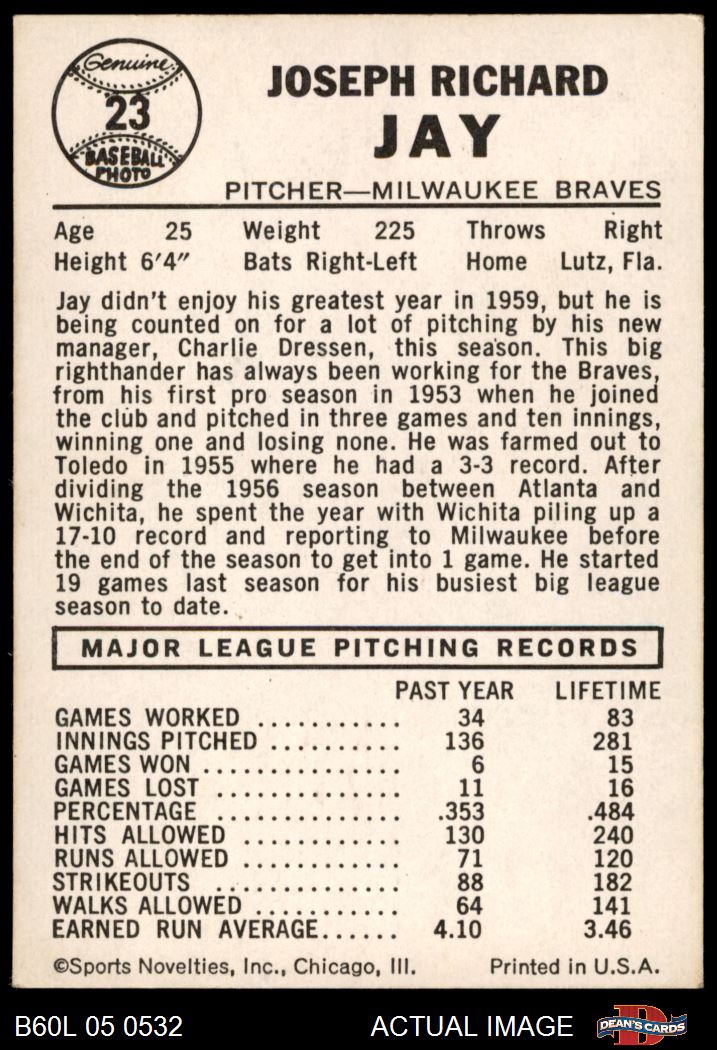 Genuine
23
BASEBALL
PHOTO
JOSEPH RICHARD
JAY
PITCHER—MILWAUKEE BRAVES
Age 25 Weight 225 Throws Right
Height 6'4" Bats Right-Left Home Lutz, Fla.
Jay didn't enjoy his greatest year in 1959, but he is
being counted on for a lot of pitching by his new
manager, Charlie Dressen, this season. This big
righthander has always been working for the Braves,
from his first pro season in 1953 when he joined
the club and pitched in three games and ten innings,
winning one and losing none. He was farmed out to
Toledo in 1955 where he had a 3-3 record. After
dividing the 1956 season between Atlanta and
Wichita, he spent the year with Wichita piling up a
17-10 record and reporting to Milwaukee before
the end of the season to get into 1 game. He started
19 games last season for his busiest big league
season to date.
MAJOR LEAGUE PITCHING RECORDS
PAST YEAR LIFETIME
GAMES WORKED ........... 34 83
INNINGS PITCHED .......... 136 281
GAMES WON ............... 6 15
GAMES LOST .............. 11 16
PERCENTAGE .............. .353 .484
HITS ALLOWED ............ 130 240
RUNS ALLOWED ............ 71 120
STRIKEOUTS .............. 88 182
WALKS ALLOWED ........... 64 141
EARNED RUN AVERAGE...... 4.10 3.46
©Sports Novelties, Inc., Chicago, Ill. Printed in U.S.A.
B60L 05 0532 ACTUAL IMAGE D DEAN'S CARDS